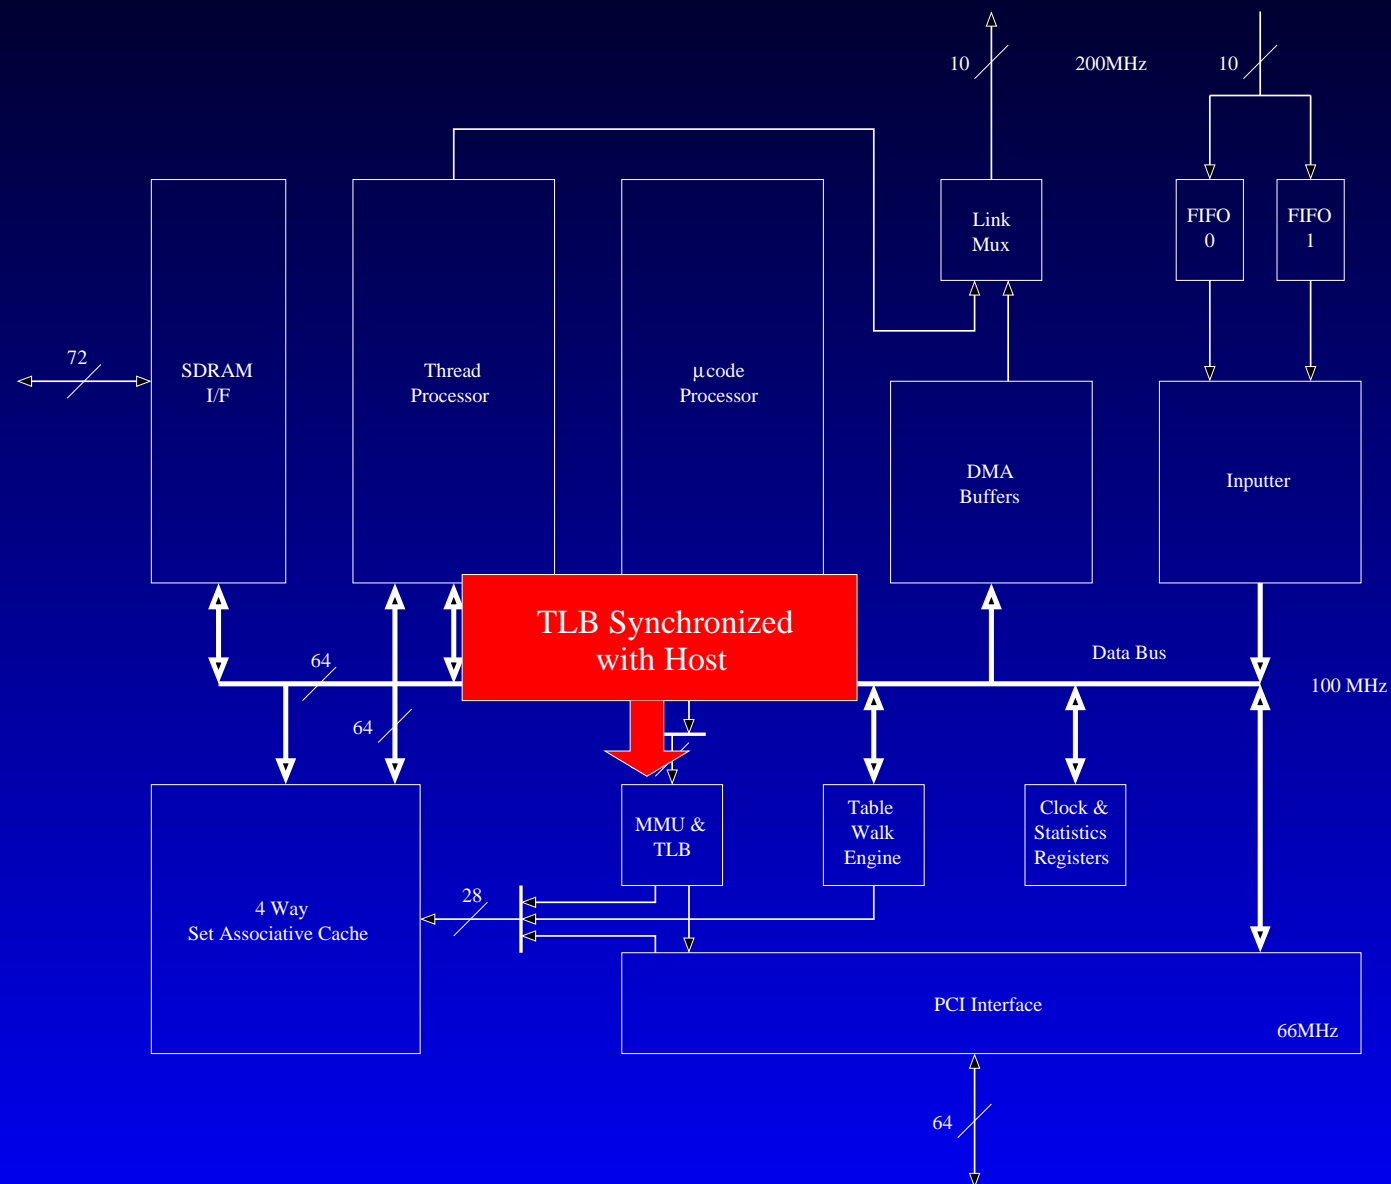 10
200MHz
10
Link
Mux
FIFO
0
FIFO
1
72
SDRAM
I/F
Thread
Processor
μcode
Processor
DMA
Buffers
Inputter
TLB Synchronized
with Host
64
Data Bus
100 MHz
64
MMU &
TLB
Table
Walk
Engine
Clock &
Statistics
Registers
28
4 Way
Set Associative Cache
PCI Interface
66MHz
64